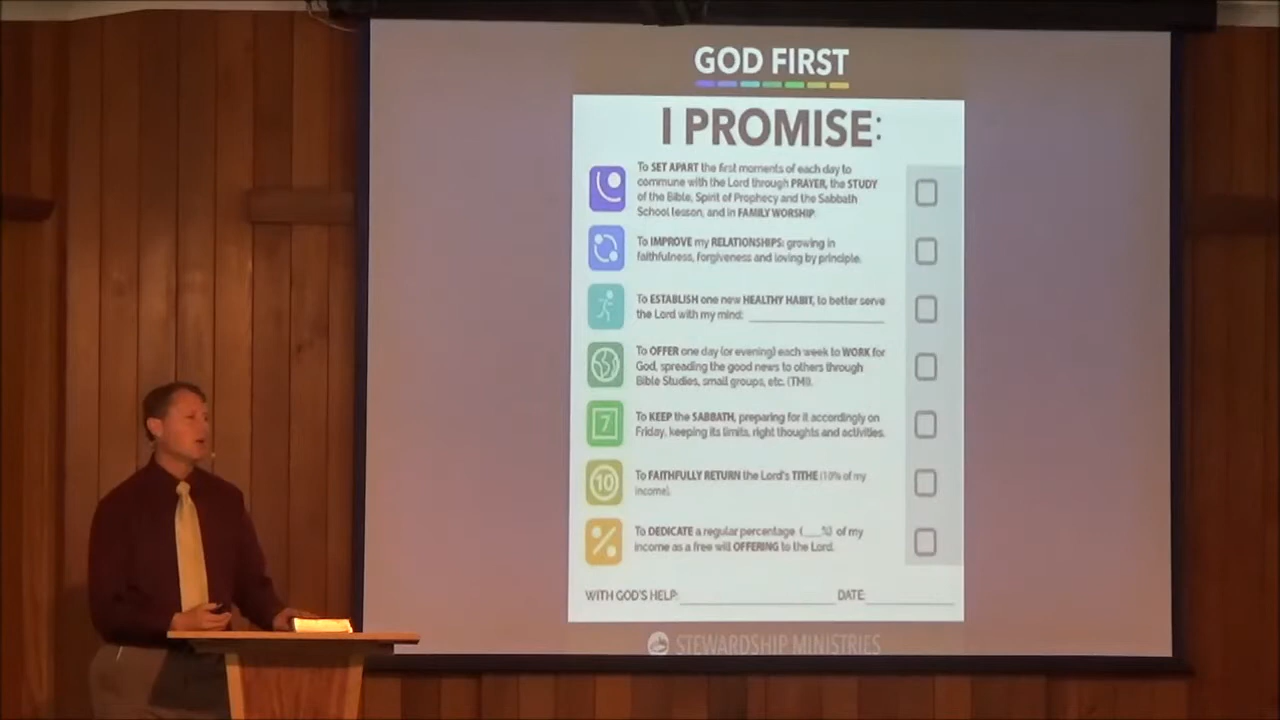 GOD FIRST
I PROMISE:
To SET APART the first moments of each day to
commune with the Lord through PRAYER, the STUDY
of the Bible, Spirit of Prophecy and the Sabbath
School lesson, and in FAMILY WORSHIP.
To IMPROVE my RELATIONSHIPS: growing in
faithfulness, forgiveness and loving by principle.
To ESTABLISH one new HEALTHY HABIT, to better serve
the Lord with my mind: ____________________
To OFFER one day (or evening) each week to WORK for
God, spreading the good news to others through
Bible Studies, small groups, etc. (TMI).
7
To KEEP the SABBATH, preparing for it accordingly on
Friday, keeping its limits, right thoughts and activities.
10
To FAITHFULLY RETURN the Lord's TITHE (10% of my
income).
%
To DEDICATE a regular percentage (___%) of my
income as a free will OFFERING to the Lord.
WITH GOD'S HELP: ____________________ DATE: ____________
STEWARDSHIP MINISTRIES